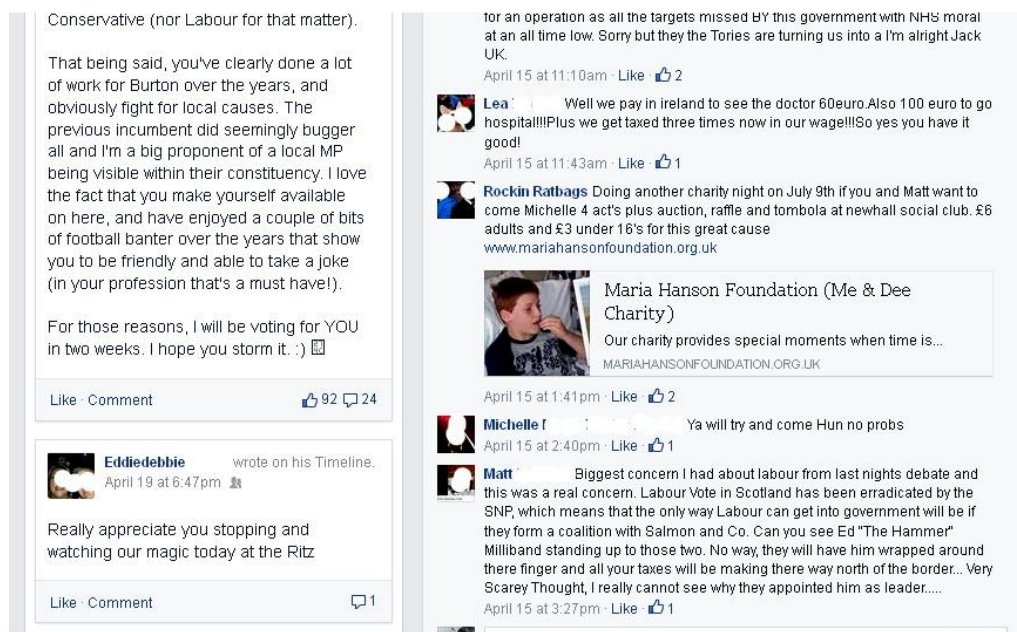 Conservative (nor Labour for that matter).
That being said, you've clearly done a lot
of work for Burton over the years, and
obviously fight for local causes. The
previous incumbent did seemingly bugger
all and I'm a big proponent of a local MP
being visible within their constituency. I love
the fact that you make yourself available
on here, and have enjoyed a couple of bits
of football banter over the years that show
you to be friendly and able to take a joke
(in your profession that's a must have!).
For those reasons, I will be voting for YOU
in two weeks. I hope you storm it. :)
Like · Comment 92 24
Eddiedebbie wrote on his Timeline.
April 19 at 6:47pm
Really appreciate you stopping and
watching our magic today at the Ritz
Like · Comment 1
for an operation as all the targets missed BY this government with NHS moral
at an all time low. Sorry but they the Tories are turning us into a I'm alright Jack
UK.
April 15 at 11:10am · Like · 2
Lea Well we pay in ireland to see the doctor 60euro.Also 100 euro to go
hospital!!!Plus we get taxed three times now in our wage!!!So yes you have it
good!
April 15 at 11:43am · Like · 1
Rockin Ratbags Doing another charity night on July 9th if you and Matt want to
come Michelle 4 act's plus auction, raffle and tombola at newhall social club. £6
adults and £3 under 16's for this great cause
www.mariahansonfoundation.org.uk
Maria Hanson Foundation (Me & Dee
Charity)
Our charity provides special moments when time is...
MARIAHANSONFOUNDATION.ORG.UK
April 15 at 1:41pm · Like · 2
Michelle Ya will try and come Hun no probs
April 15 at 2:40pm · Like · 1
Matt Biggest concern I had about labour from last nights debate and
this was a real concern. Labour Vote in Scotland has been erradicated by the
SNP, which means that the only way Labour can get into government will be if
they form a coalition with Salmon and Co. Can you see Ed "The Hammer"
Milliband standing up to those two. No way, they will have him wrapped around
there finger and all your taxes will be making there way north of the border... Very
Scarey Thought, I really cannot see why they appointed him as leader.....
April 15 at 3:27pm · Like · 1